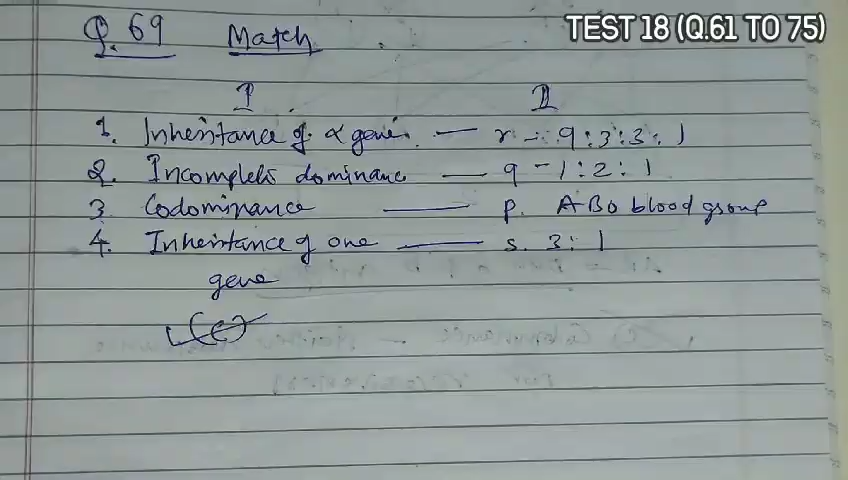 TEST 18 (Q.61 TO 75)
Q. 69 Match
I II
1. Inheritance of 2 gene. — r - 9:3:3:1
2. Incomplete dominance — q - 1:2:1
3 Codominance — p. ABO blood group
4. Inheritance of one — s. 3:1
gene
(c)